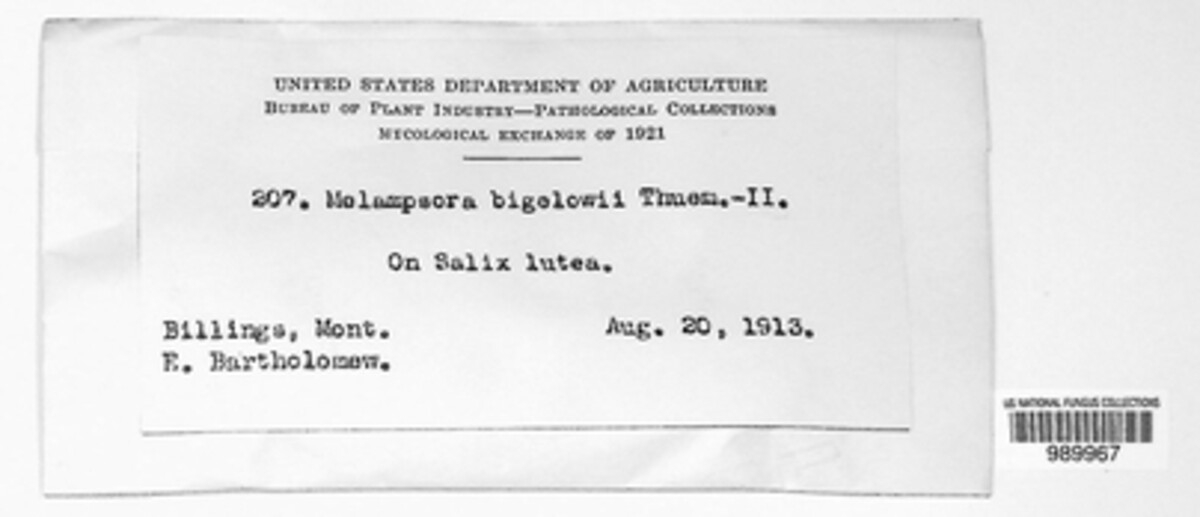 UNITED STATES DEPARTMENT OF AGRICULTURE
BUREAU OF PLANT INDUSTRY—PATHOLOGICAL COLLECTIONS
MYCOLOGICAL EXCHANGE OF 1921
207. Melampsora bigelowii Thuem.-II.
On Salix lutea.
Billings, Mont. Aug. 20, 1913.
E. Bartholomew.
US NATIONAL FUNGUS COLLECTIONS
989967